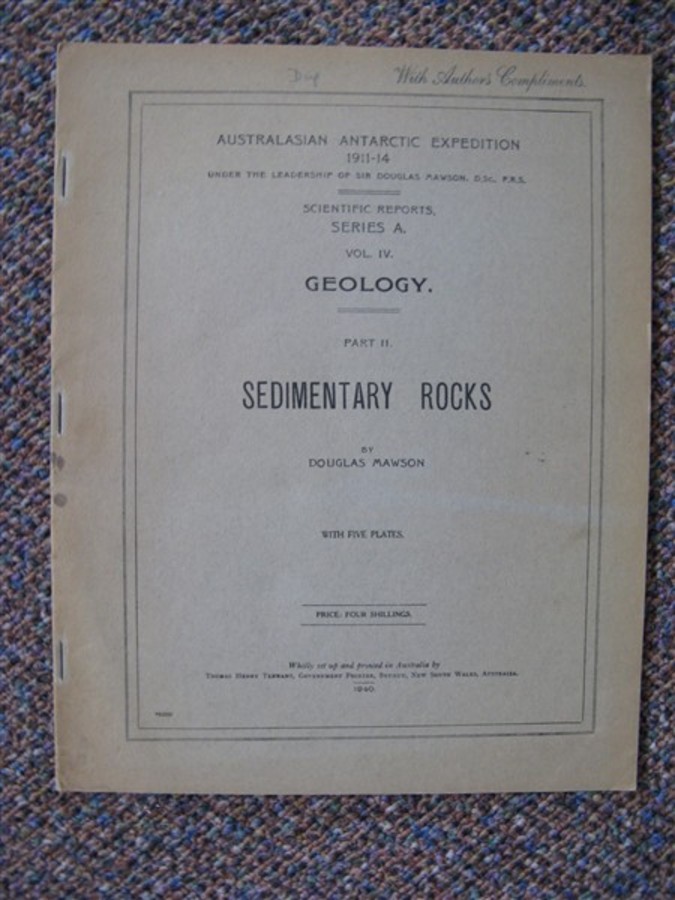 With Author's Compliments.
AUSTRALASIAN ANTARCTIC EXPEDITION
1911-14
UNDER THE LEADERSHIP OF SIR DOUGLAS MAWSON, D.Sc., F.R.S.
SCIENTIFIC REPORTS.
SERIES A.
VOL. IV.
GEOLOGY.
PART II.
SEDIMENTARY ROCKS
BY
DOUGLAS MAWSON
WITH FIVE PLATES.
PRICE: FOUR SHILLINGS.
Wholly set up and printed in Australia by
THOMAS HENRY TENNANT, GOVERNMENT PRINTER, SYDNEY, NEW SOUTH WALES, AUSTRALIA.
1940